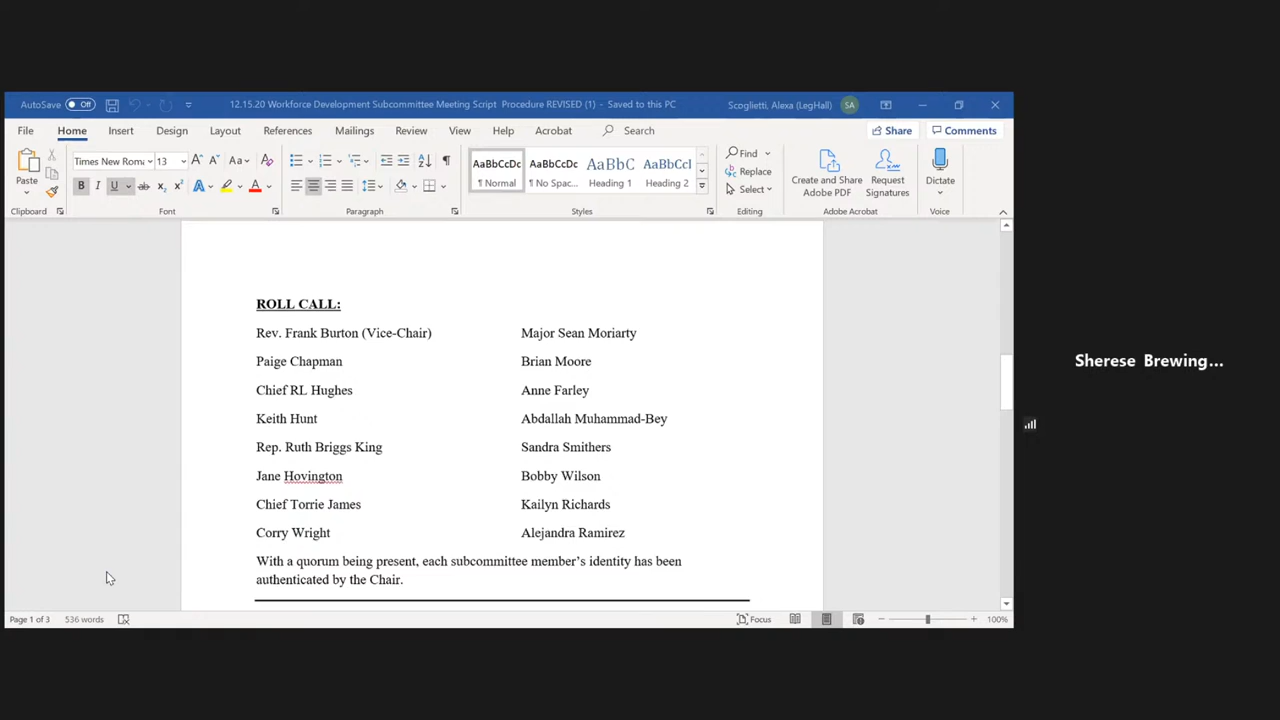 AutoSave Off 12.15.20 Workforce Development Subcommittee Meeting Script Procedure REVISED (1) - Saved to this PC Scoglietti, Alexa (LegHall) SA
File Home Insert Design Layout References Mailings Review View Help Acrobat Search Share Comments
Paste
Times New Roma 13
AaBbCcDc AaBbCcDc AaBbC AaBbCcI
¶ Normal ¶ No Spac... Heading 1 Heading 2
Find
Replace
Select
Create and Share Adobe PDF
Request Signatures
Dictate
Clipboard Font Paragraph Styles Editing Adobe Acrobat Voice
ROLL CALL:
Rev. Frank Burton (Vice-Chair) Major Sean Moriarty
Paige Chapman Brian Moore
Chief RL Hughes Anne Farley
Keith Hunt Abdallah Muhammad-Bey
Rep. Ruth Briggs King Sandra Smithers
Jane Hovington Bobby Wilson
Chief Torrie James Kailyn Richards
Corry Wright Alejandra Ramirez
With a quorum being present, each subcommittee member's identity has been
authenticated by the Chair.
Page 1 of 3 536 words Focus 100%
Sherese Brewing...